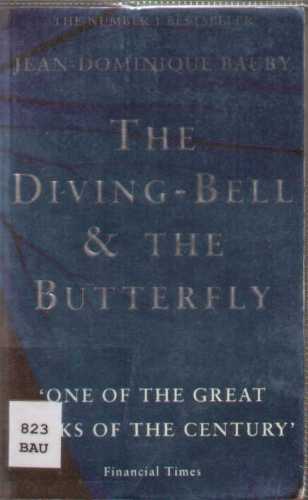 THE NUMBER 1 BESTSELLER
JEAN-DOMINIQUE BAUBY
THE
DIVING-BELL
& THE
BUTTERFLY
'ONE OF THE GREAT
KS OF THE CENTURY'
Financial Times
823
BAU